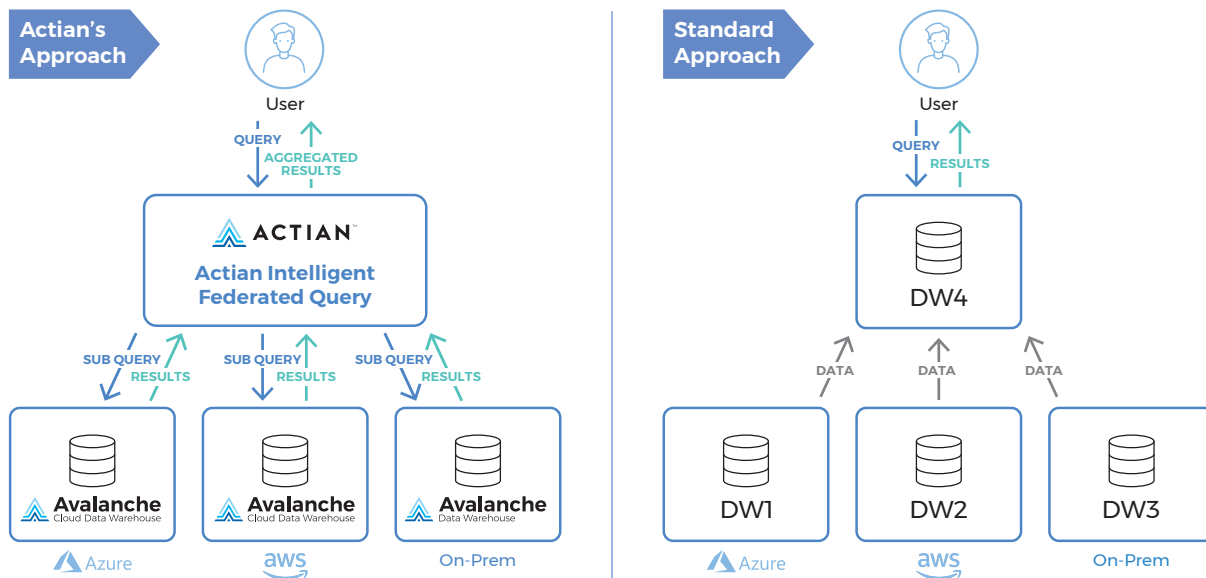 Actian's
Approach
User
QUERY
AGGREGATED
RESULTS
ACTIAN™
Actian Intelligent
Federated Query
SUB QUERY
RESULTS
SUB QUERY
RESULTS
SUB QUERY
RESULTS
Avalanche
Cloud Data Warehouse
Avalanche
Cloud Data Warehouse
Avalanche
Data Warehouse
Azure
aws
On-Prem
Standard
Approach
User
QUERY
RESULTS
DW4
DATA
DATA
DATA
DW1
DW2
DW3
Azure
aws
On-Prem